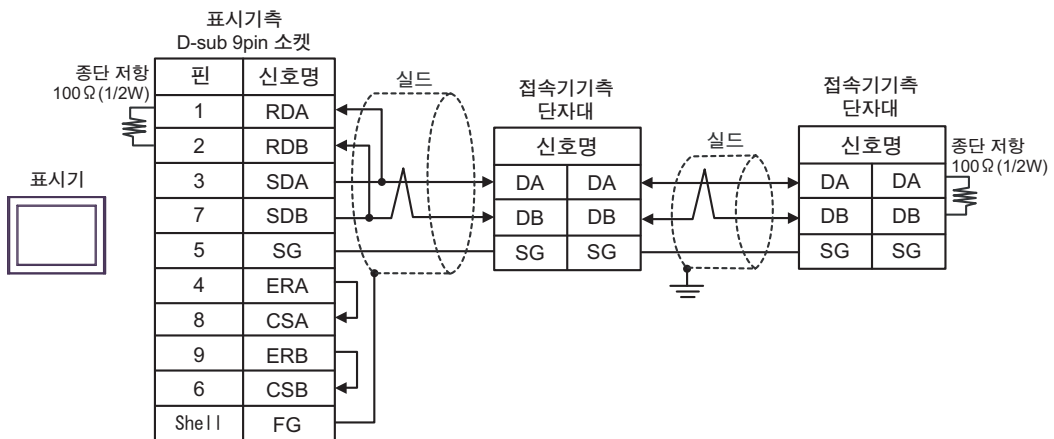 표시기측
D-sub 9pin 소켓
종단 저항
100Ω(1/2W)
핀 신호명
1 RDA
2 RDB
3 SDA
7 SDB
5 SG
4 ERA
8 CSA
9 ERB
6 CSB
Shell FG
표시기
실드
접속기기측
단자대
신호명
DA DA
DB DB
SG SG
실드
접속기기측
단자대
신호명
DA DA
DB DB
SG SG
종단 저항
100Ω(1/2W)